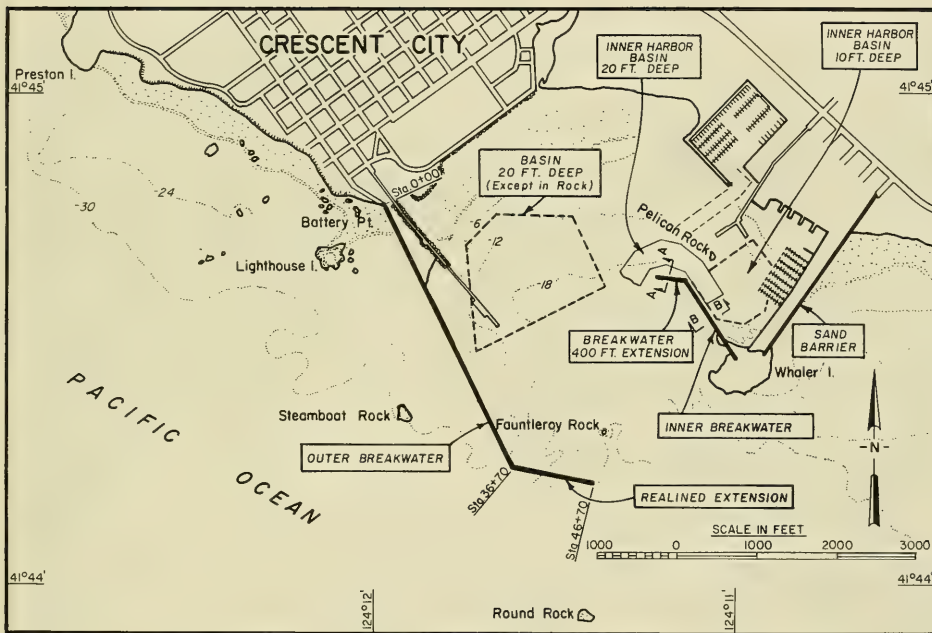 CRESCENT CITY
INNER HARBOR
BASIN
20 FT. DEEP
INNER HARBOR
BASIN
10 FT. DEEP
Preston I.
41°45'
41°45'
BASIN
20 FT. DEEP
(Except in Rock)
Sta. 0+00
-30
-24
Battery Pt.
Lighthouse I.
-6
-12
-18
Pelican Rock
A
A
B
B
BREAKWATER
400 FT. EXTENSION
SAND
BARRIER
Whaler I.
PACIFIC
OCEAN
Steamboat Rock
Fauntleroy Rock
INNER BREAKWATER
OUTER BREAKWATER
-N-
Sta 36+70
REALINED EXTENSION
Sta 46+70
SCALE IN FEET
1000 0 1000 2000 3000
41°44'
41°44'
124°12'
124°11'
Round Rock